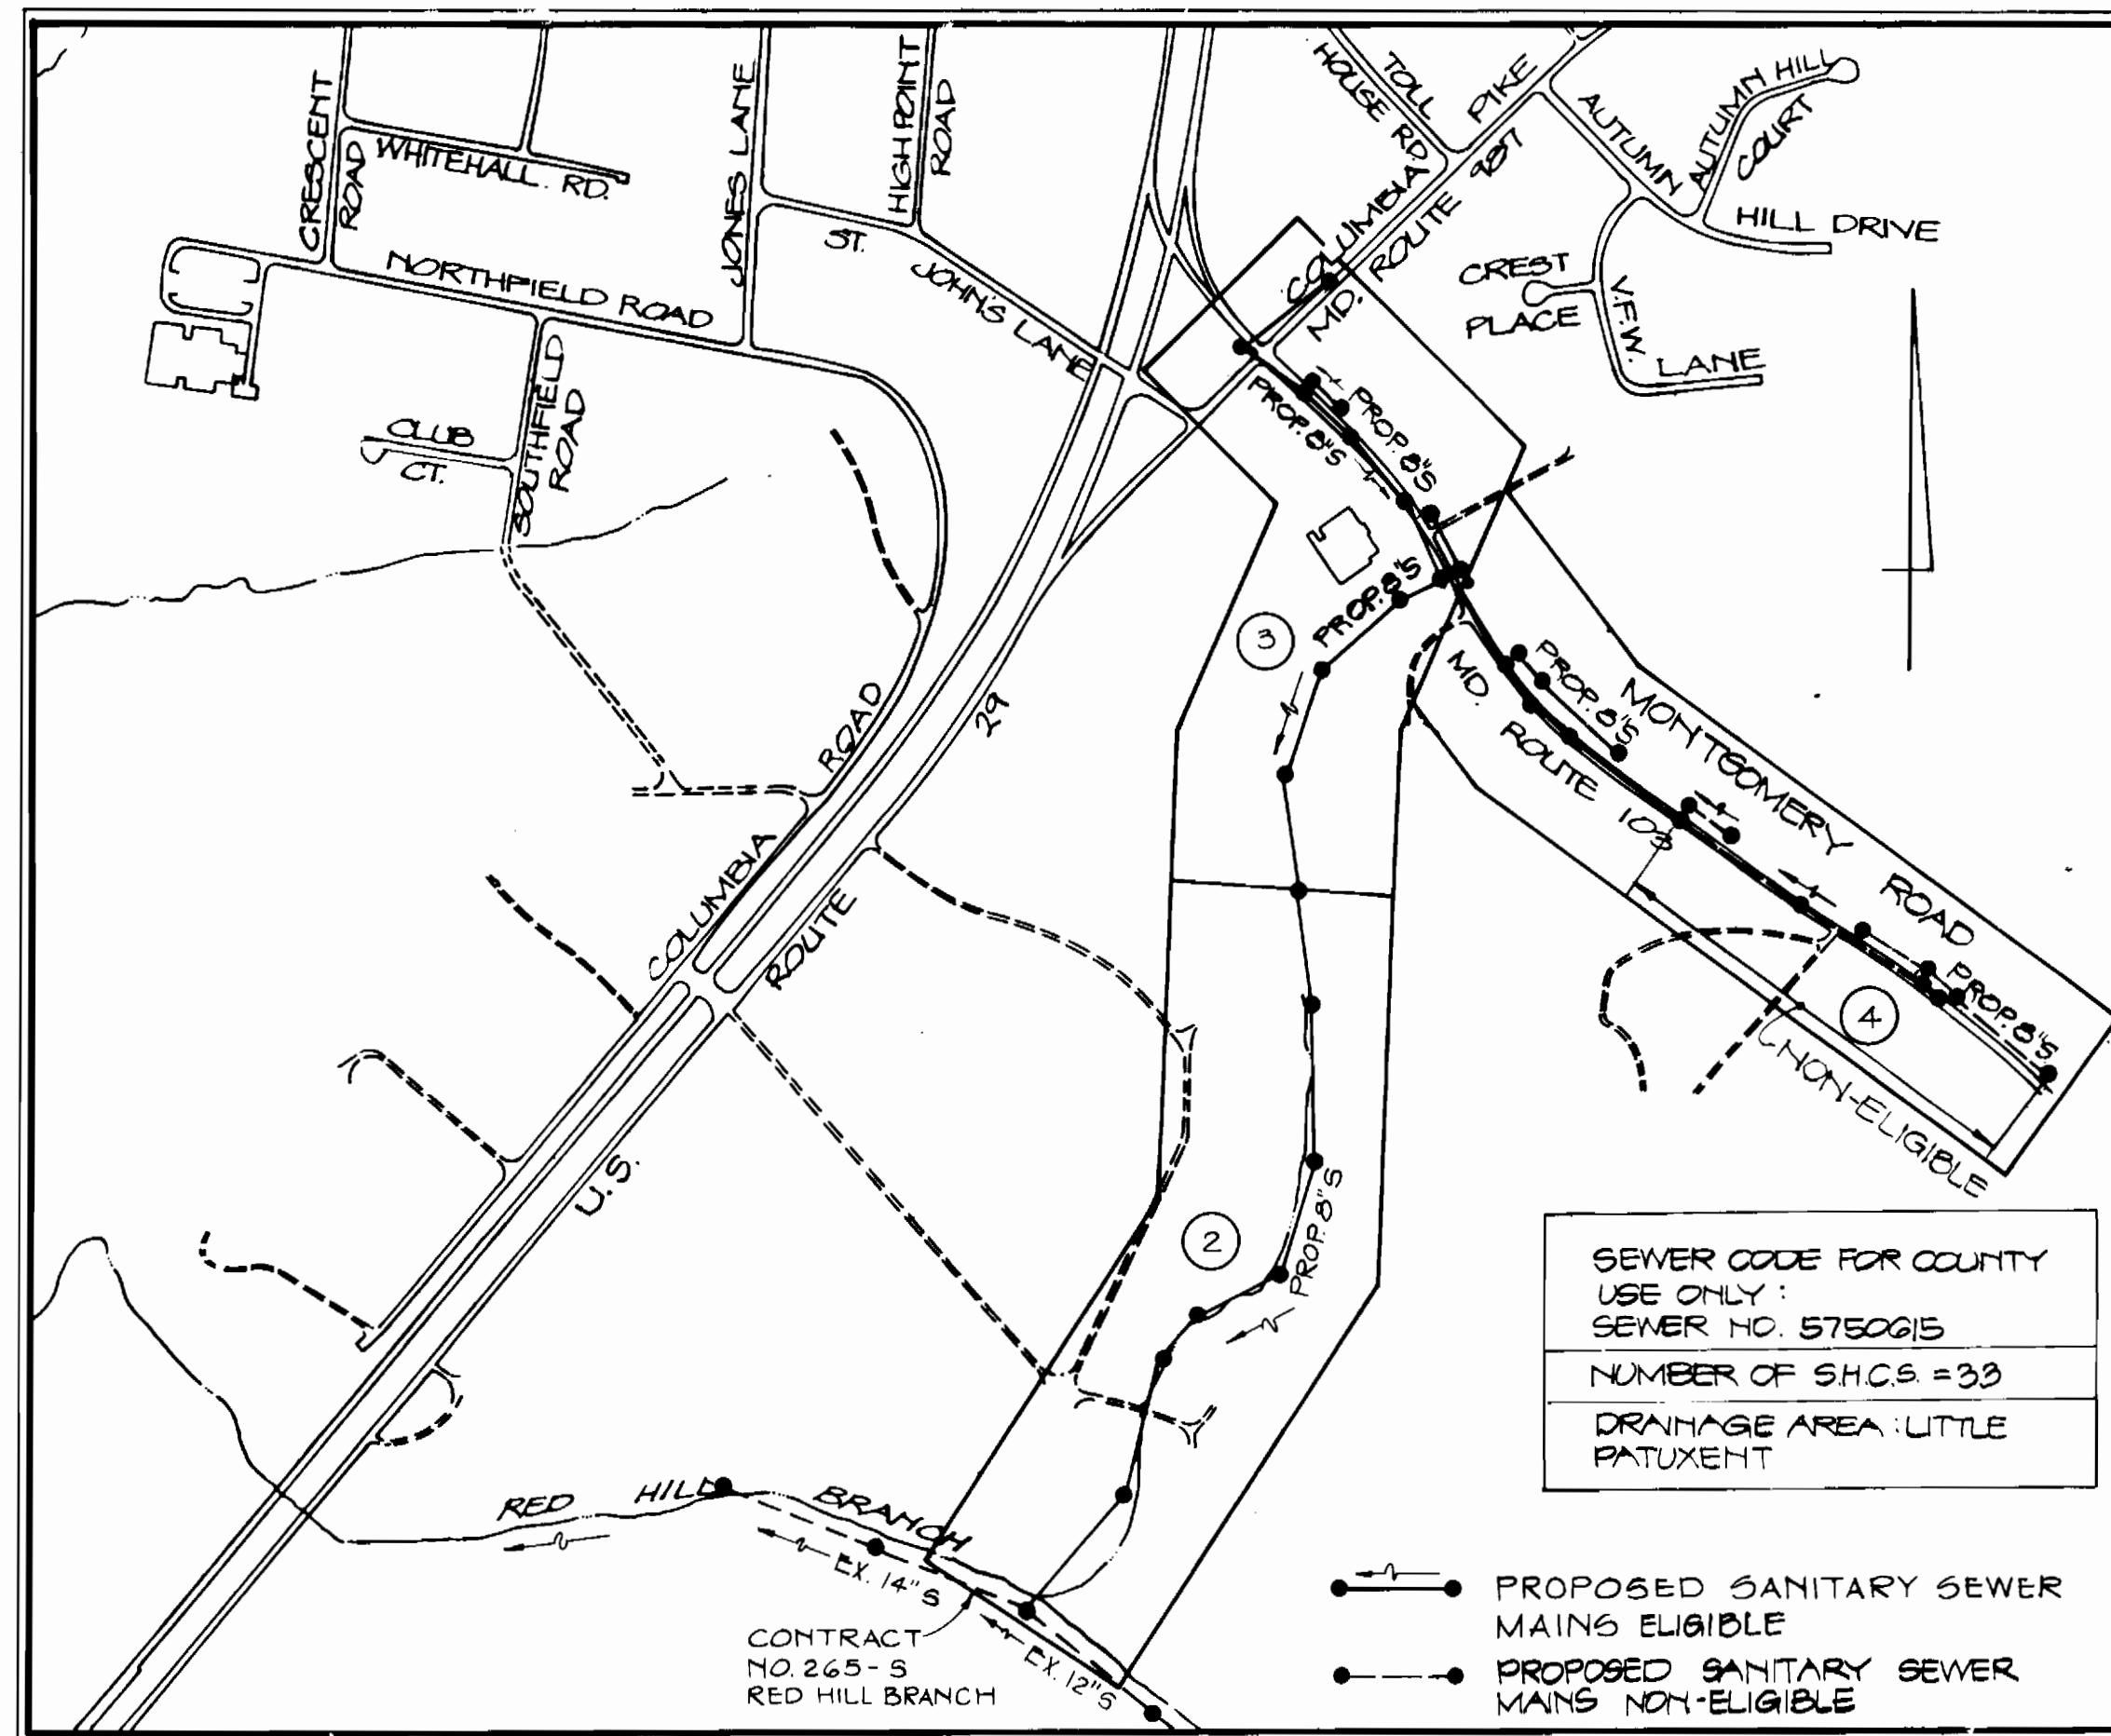 CRESCENT
ROAD
WHITEHALL. RD.
JONES LANE
HIGH POINT
ROAD
TOLL
HOUSE RD.
COLUMBIA
PIKE
MD. ROUTE 987
AUTUMN
HILL DRIVE
AUTUMN HILL
COURT
ST. JOHN'S LANE
NORTHFIELD ROAD
CREST
PLACE
V.F.W. LANE
SOUTHFIELD
ROAD
CLUB
CT.
PROP. 8"S
PROP. 8"S
PROP. 8"S
3
MD. ROUTE 103
PROP. 8"S
MONTGOMERY ROAD
COLUMBIA ROAD
U.S. ROUTE 29
PROP. 8"S
4
NON-ELIGIBLE
2
PROP. 8"S
SEWER CODE FOR COUNTY
USE ONLY :
SEWER NO. 5750615
NUMBER OF S.H.C.S. = 33
DRAINAGE AREA : LITTLE
PATUXENT
RED HILL BRANCH
EX. 14" S
EX. 12" S
CONTRACT
NO. 265 - S
RED HILL BRANCH
PROPOSED SANITARY SEWER
MAINS ELIGIBLE
PROPOSED SANITARY SEWER
MAINS NON-ELIGIBLE